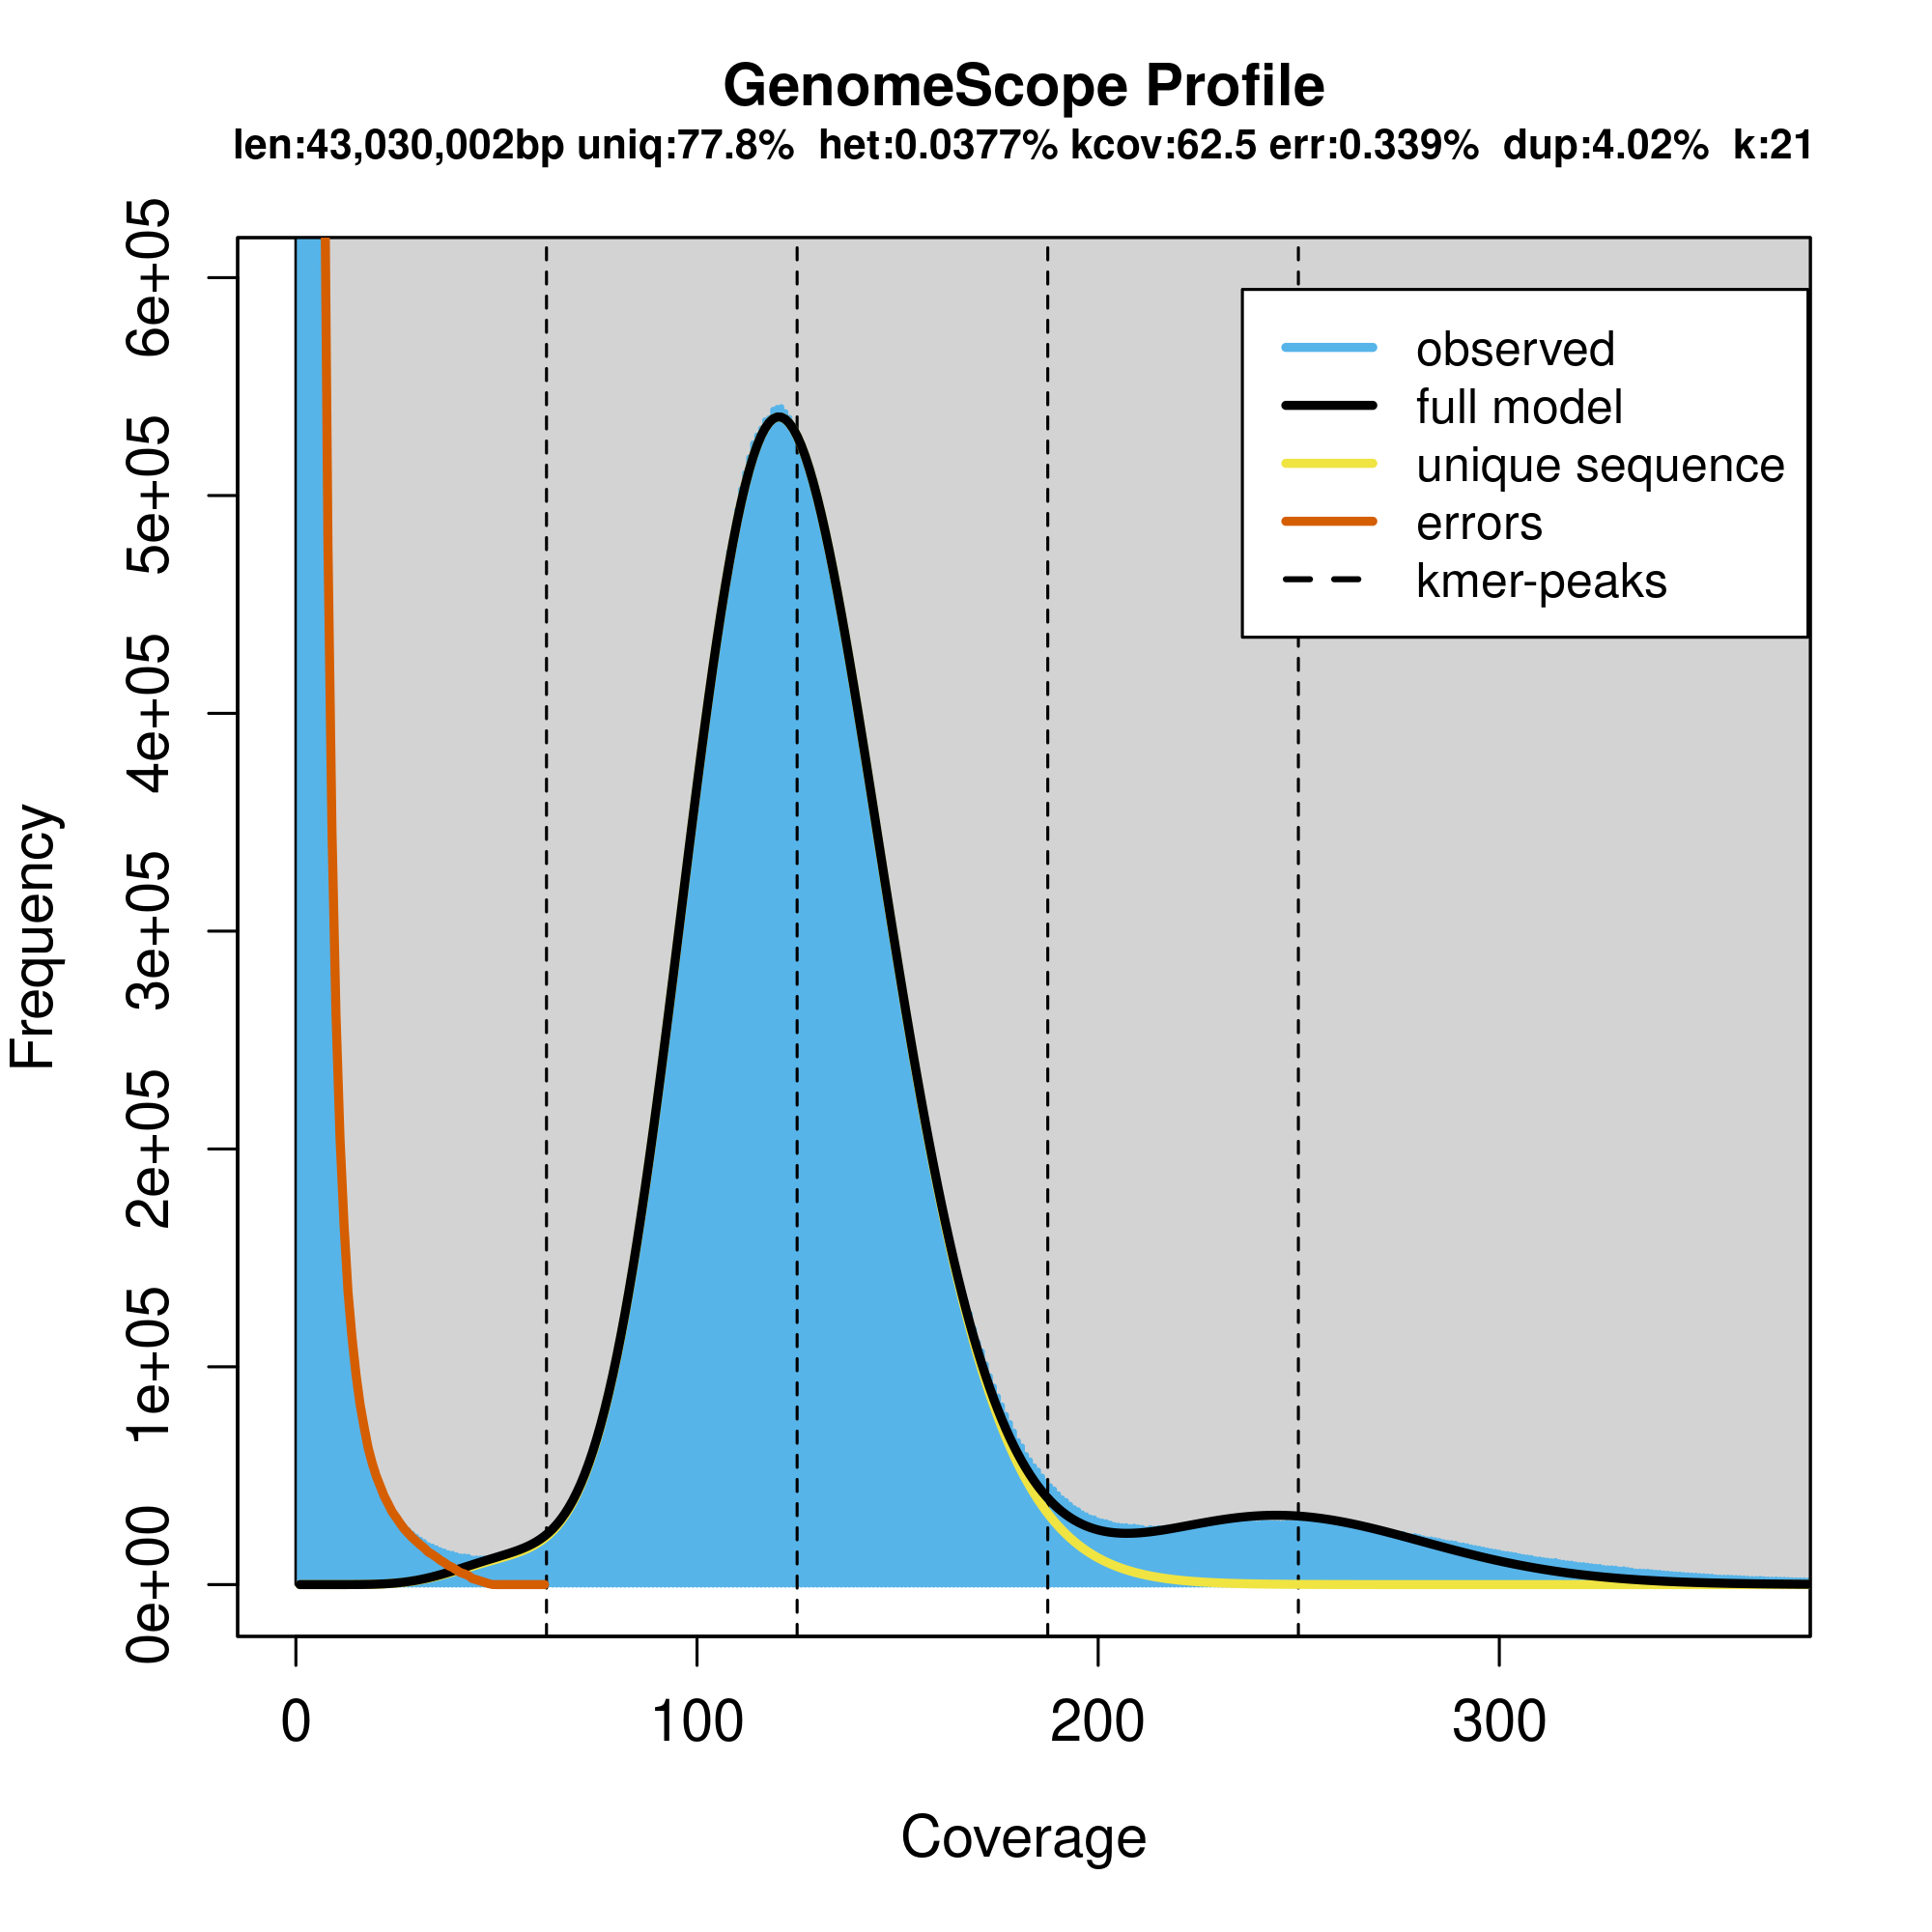 GenomeScope Profile
len:43,030,002bp uniq:77.8% het:0.0377% kcov:62.5 err:0.339% dup:4.02% k:21
observed
full model
unique sequence
errors
kmer-peaks
Frequency
6e+05
5e+05
4e+05
3e+05
2e+05
1e+05
0e+00
0
100
200
300
Coverage